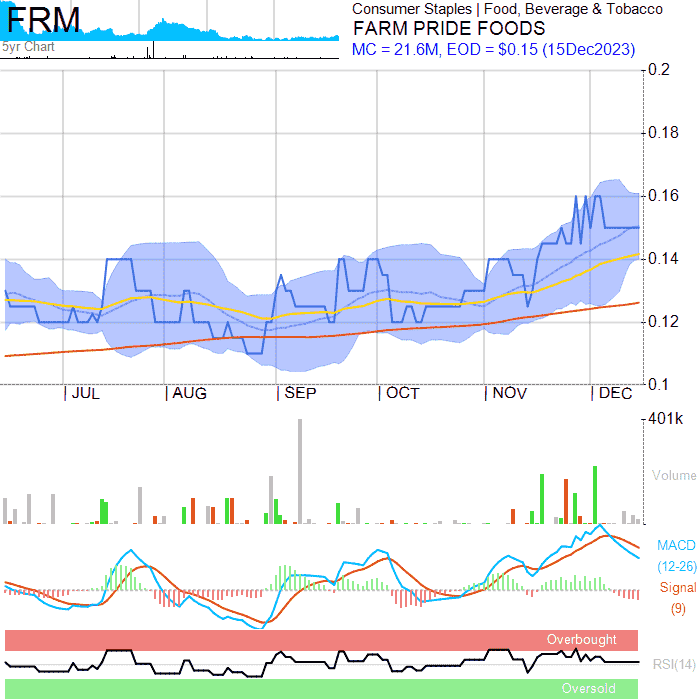 FRM
5yr Chart
Consumer Staples | Food, Beverage & Tobacco
FARM PRIDE FOODS
MC = 21.6M, EOD = $0.15 (15Dec2023)
0.2
0.18
0.16
0.14
0.12
0.1
JUL AUG SEP OCT NOV DEC
401k
Volume
MACD
(12-26)
Signal
(9)
Overbought
RSI(14)
Oversold